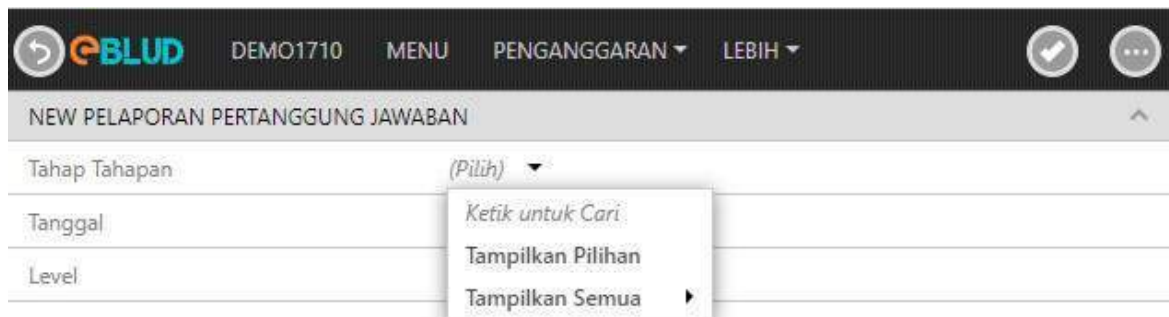 eBLUD DEMO1710 MENU PENGANGGARAN LEBIH
NEW PELAPORAN PERTANGGUNG JAWABAN
Tahap Tahapan (Pilih)
Ketik untuk Cari
Tanggal
Tampilkan Pilihan
Level
Tampilkan Semua